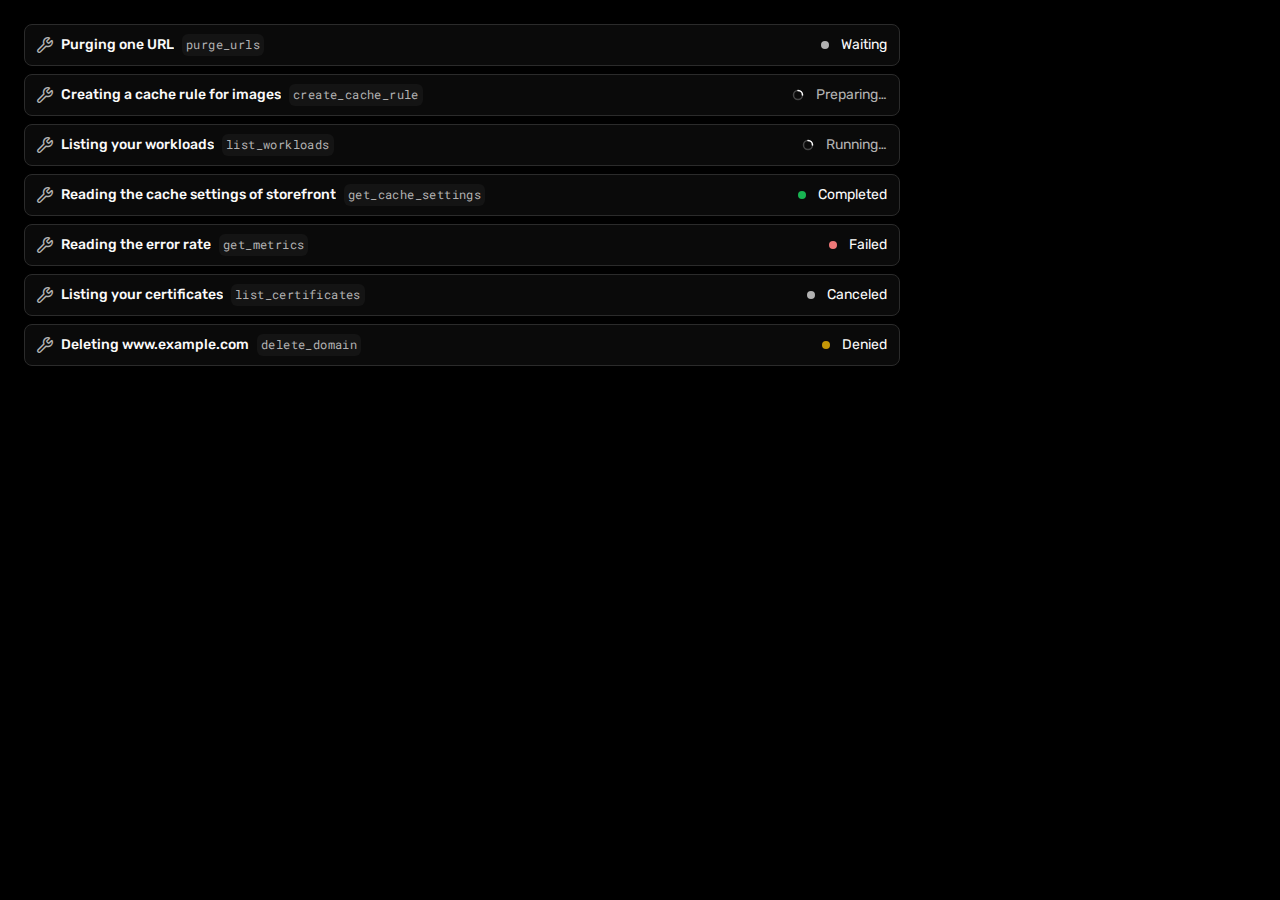 Purging one URL purge_urls Waiting
Creating a cache rule for images create_cache_rule Preparing…
Listing your workloads list_workloads Running…
Reading the cache settings of storefront get_cache_settings Completed
Reading the error rate get_metrics Failed
Listing your certificates list_certificates Canceled
Deleting www.example.com delete_domain Denied